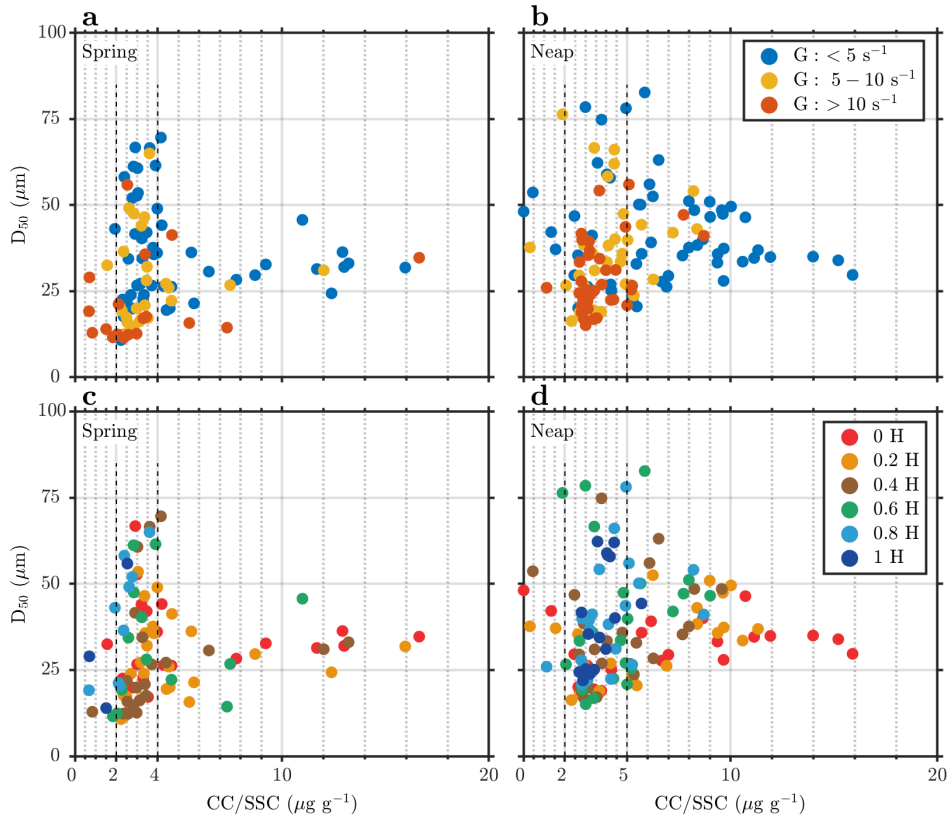 a
b
100
75
50
25
0
D50 (μm)
Spring
Neap
G : < 5 s⁻¹
G : 5 − 10 s⁻¹
G : > 10 s⁻¹
c
d
100
75
50
25
0
D50 (μm)
Spring
Neap
0 H
0.2 H
0.4 H
0.6 H
0.8 H
1 H
0 2 4 10 20
0 2 5 10 20
CC/SSC (μg g⁻¹)
CC/SSC (μg g⁻¹)